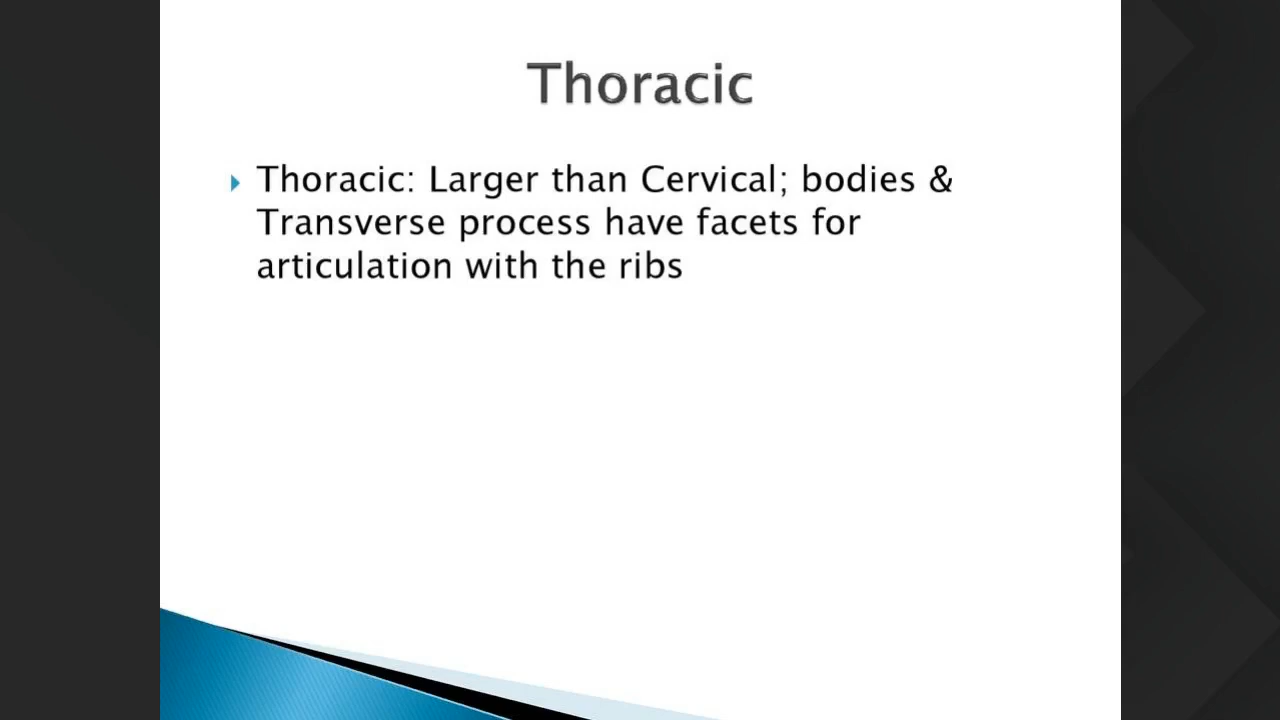 Thoracic
Thoracic: Larger than Cervical; bodies &
Transverse process have facets for
articulation with the ribs